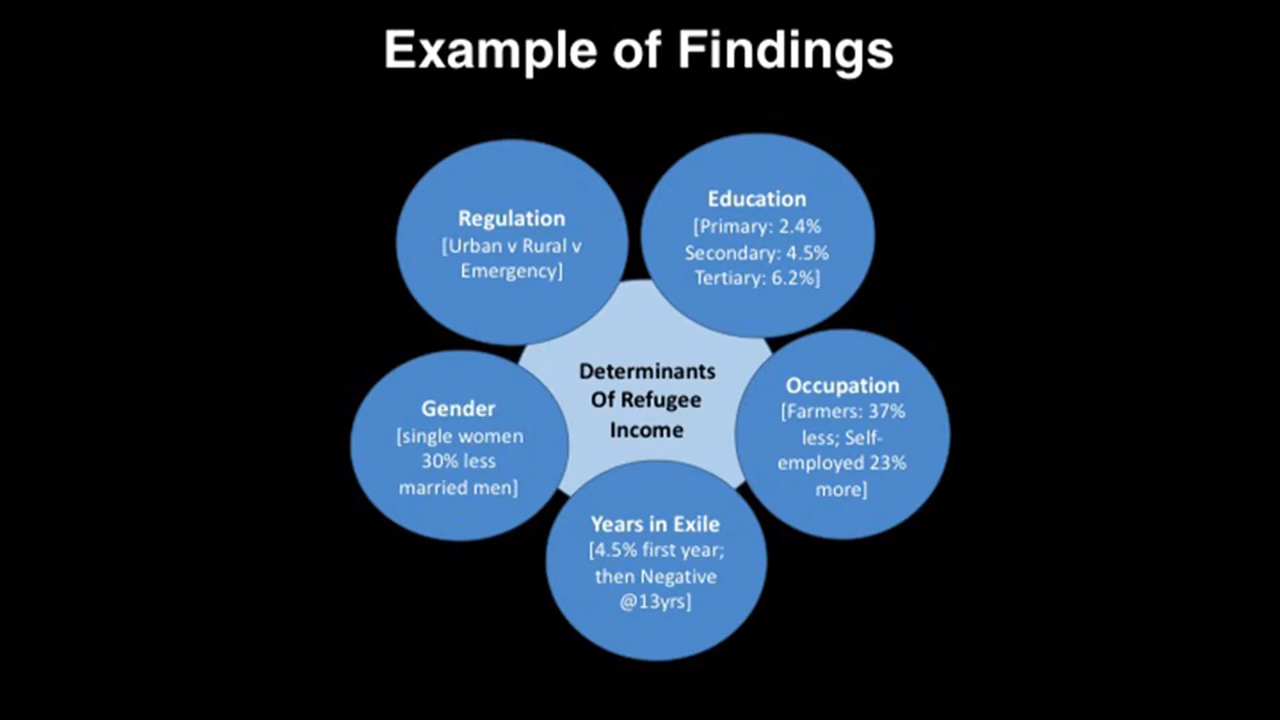 Example of Findings
Regulation
[Urban v Rural v
Emergency]
Education
[Primary: 2.4%
Secondary: 4.5%
Tertiary: 6.2%]
Determinants
Of Refugee
Income
Occupation
[Farmers: 37%
less; Self-
employed 23%
more]
Gender
[single women
30% less
married men]
Years in Exile
[4.5% first year;
then Negative
@13yrs]